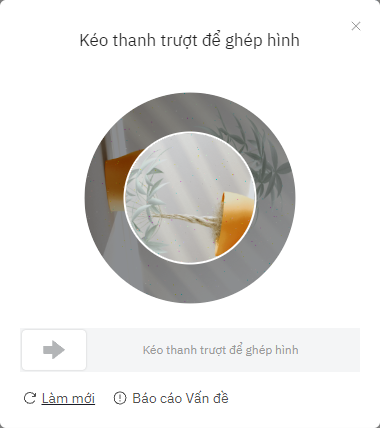 Kéo thanh trượt để ghép hình
Kéo thanh trượt để ghép hình
Làm mới
Báo cáo Vấn đề